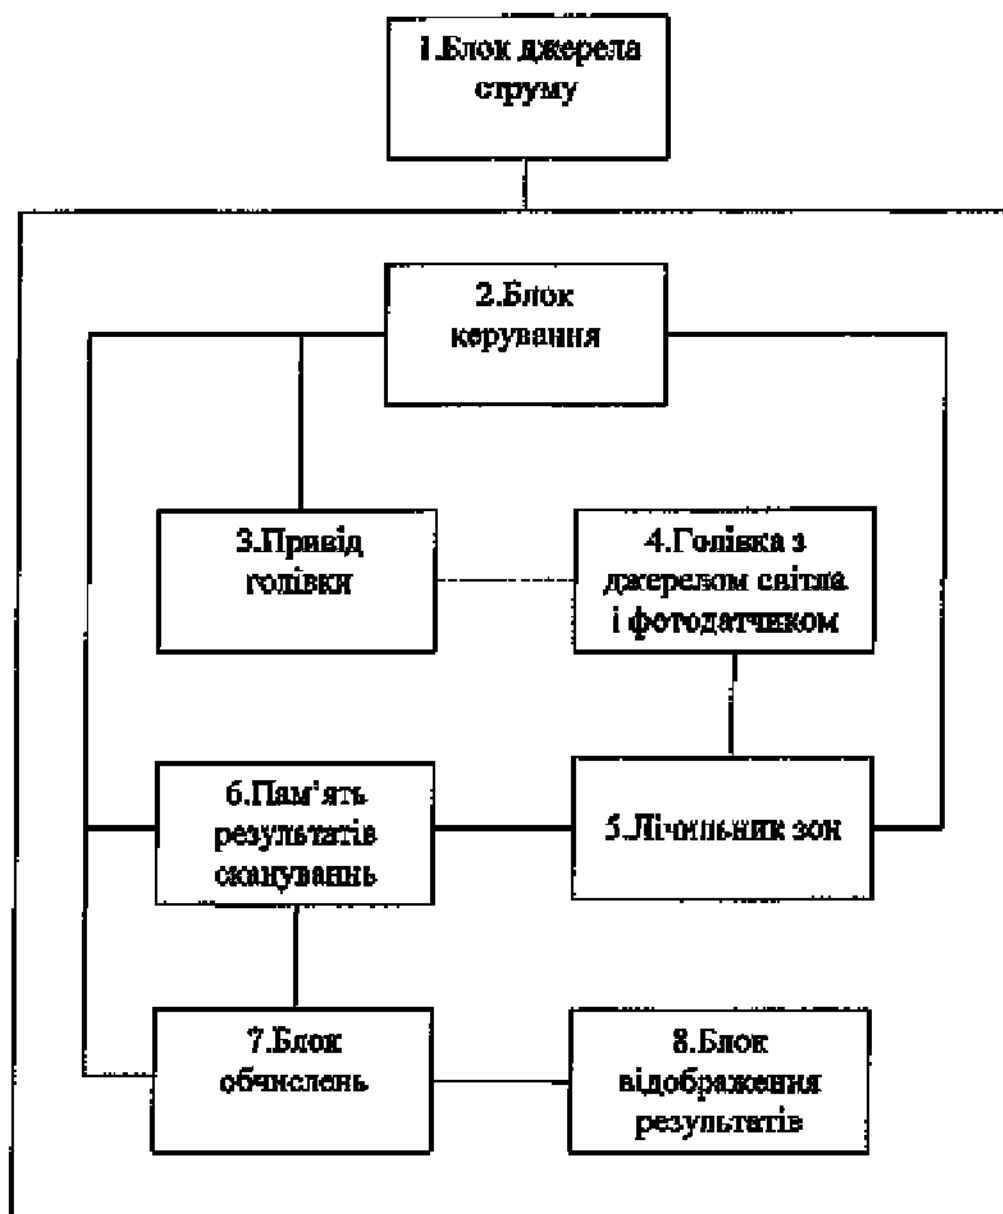 1.Блок джерела
струму
2.Блок
керування
3.Привід
голівки
4.Голівка з
джерелом світла
і фотодатчиком
6.Пам'ять
результатів
сканувань
5.Лічильник зон
7.Блок
обчислень
8.Блок
відображення
результатів